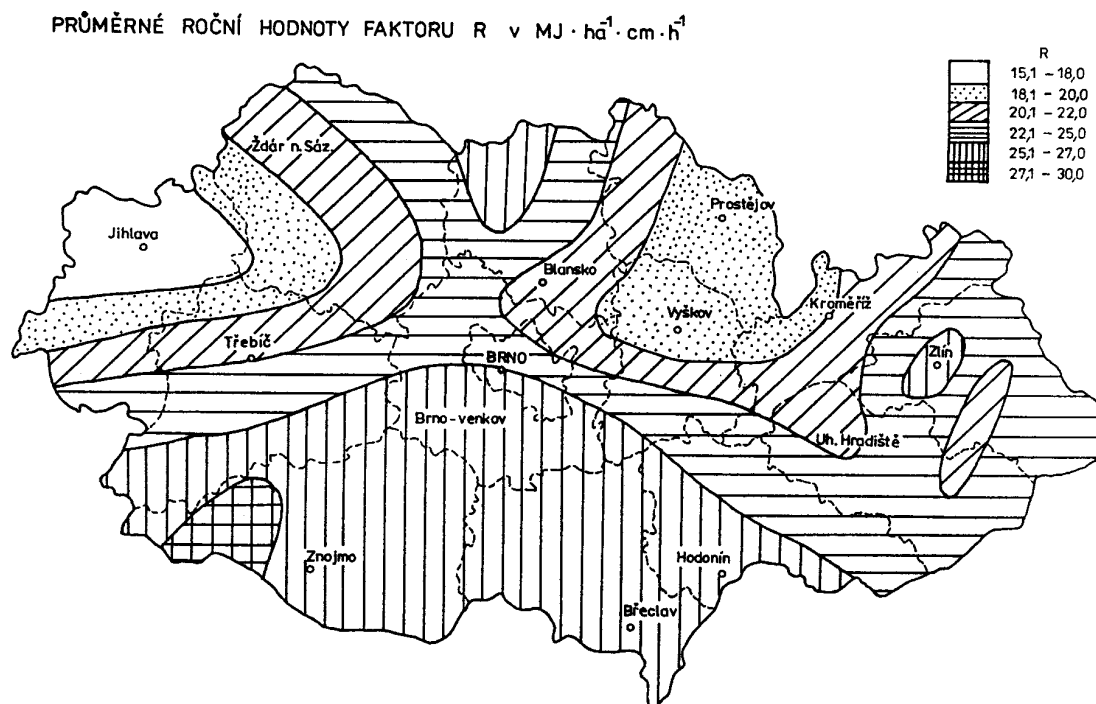 PRŮMĚRNÉ ROČNÍ HODNOTY FAKTORU R v MJ · ha⁻¹ · cm · h⁻¹
R
15,1 – 18,0
18,1 – 20,0
20,1 – 22,0
22,1 – 25,0
25,1 – 27,0
27,1 – 30,0
Ždár n. Sáz.
Prostějov
Jihlava
Blansko
Kroměříž
Vyškov
Třebíč
BRNO
Zlín
Brno-venkov
Uh. Hradiště
Znojmo
Hodonín
Břeclav